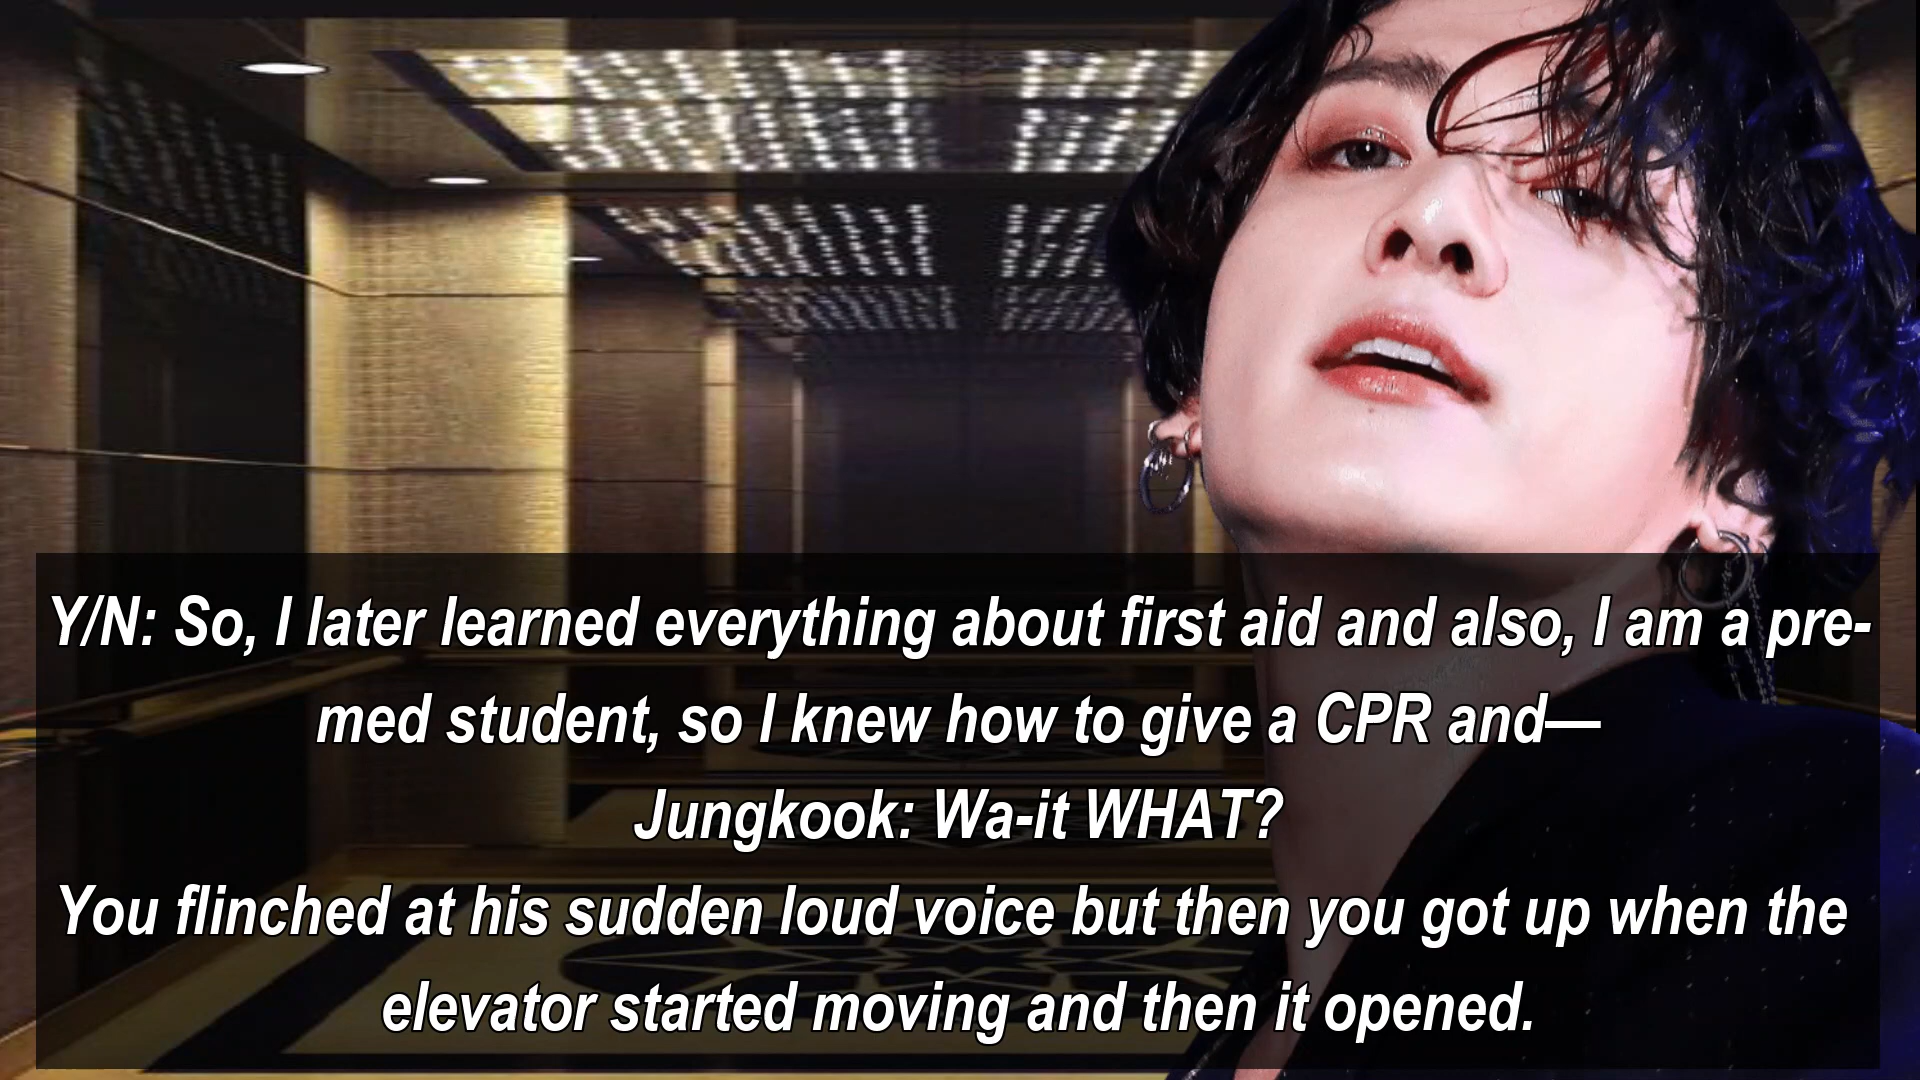 Y/N: So, I later learned everything about first aid and also, I am a pre-
med student, so I knew how to give a CPR and—
Jungkook: Wa-it WHAT?
You flinched at his sudden loud voice but then you got up when the
elevator started moving and then it opened.